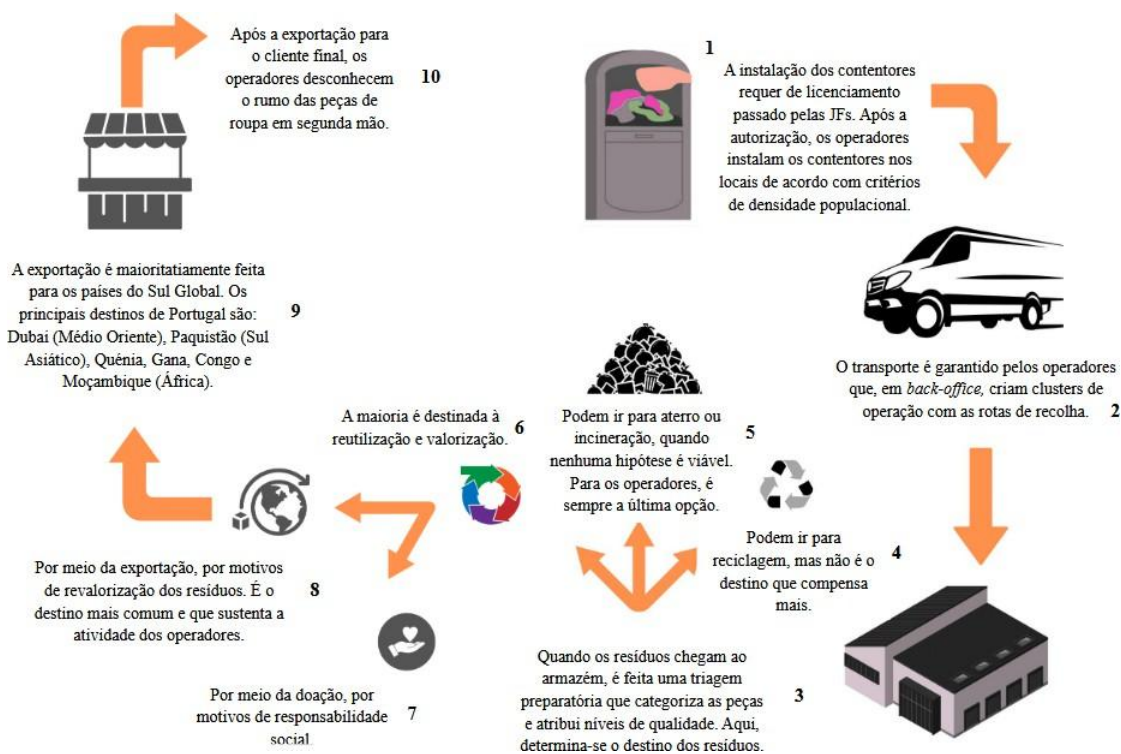 1
A instalação dos contentores
requer de licenciamento
passado pelas JFs. Após a
autorização, os operadores
instalam os contentores nos
locais de acordo com critérios
de densidade populacional.
O transporte é garantido pelos operadores
que, em back-office, criam clusters de
operação com as rotas de recolha.
2
Quando os resíduos chegam ao
armazém, é feita uma triagem
preparatória que categoriza as peças
e atribui níveis de qualidade. Aqui,
determina-se o destino dos resíduos.
3
Podem ir para
reciclagem, mas não é o
destino que compensa
mais.
4
Podem ir para aterro ou
incineração, quando
nenhuma hipótese é viável.
Para os operadores, é
sempre a última opção.
5
A maioria é destinada à
reutilização e valorização.
6
Por meio da doação, por
motivos de responsabilidade
social.
7
Por meio da exportação, por motivos
de revalorização dos resíduos. É o
destino mais comum e que sustenta a
atividade dos operadores.
8
A exportação é maioritatiamente feita
para os países do Sul Global. Os
principais destinos de Portugal são:
Dubai (Médio Oriente), Paquistão (Sul
Asiático), Quénia, Gana, Congo e
Moçambique (África).
9
Após a exportação para
o cliente final, os
operadores desconhecem
o rumo das peças de
roupa em segunda mão.
10